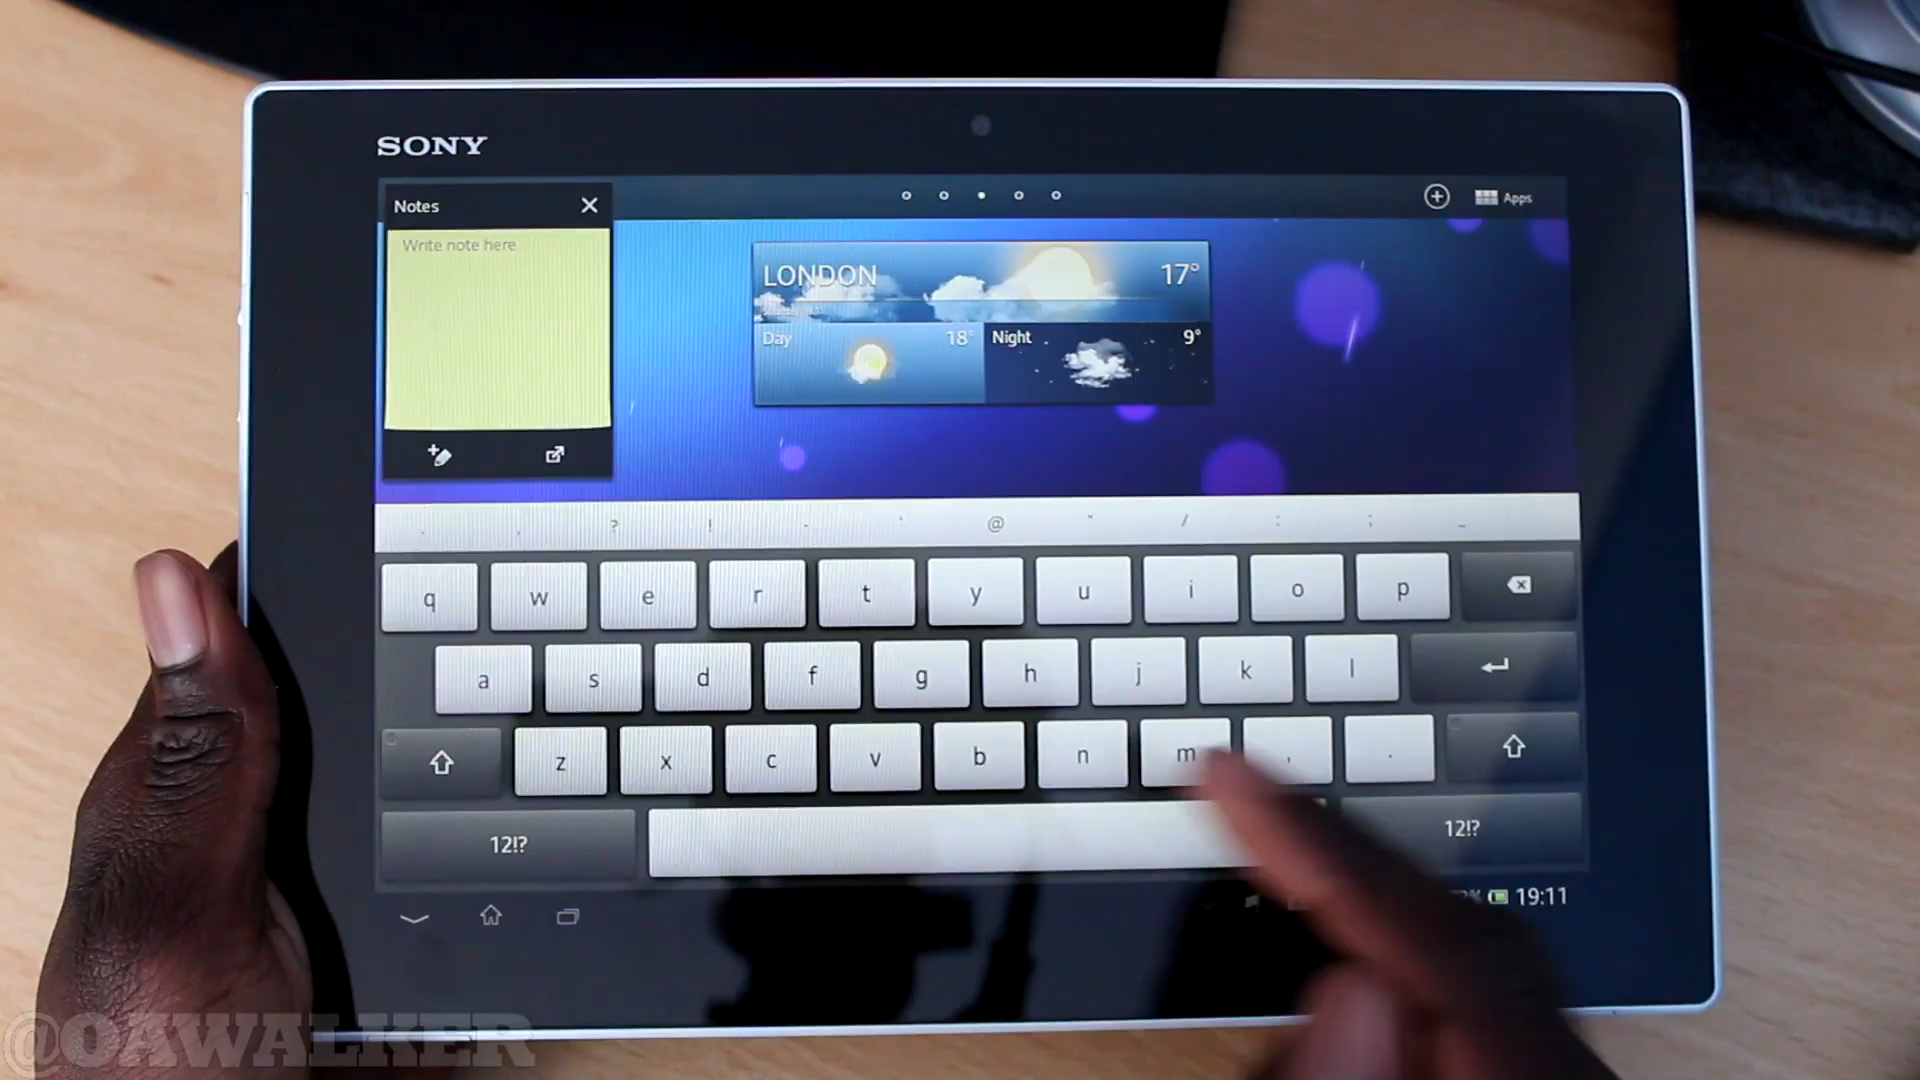 SONY
Notes
Apps
Write note here
LONDON 17°
Day 18° Night 9°
? ! - ' @ " / : ; _
q w e r t y u i o p
a s d f g h j k l
z x c v b n m , .
12!? 12!?
19:11
@OAWALKER